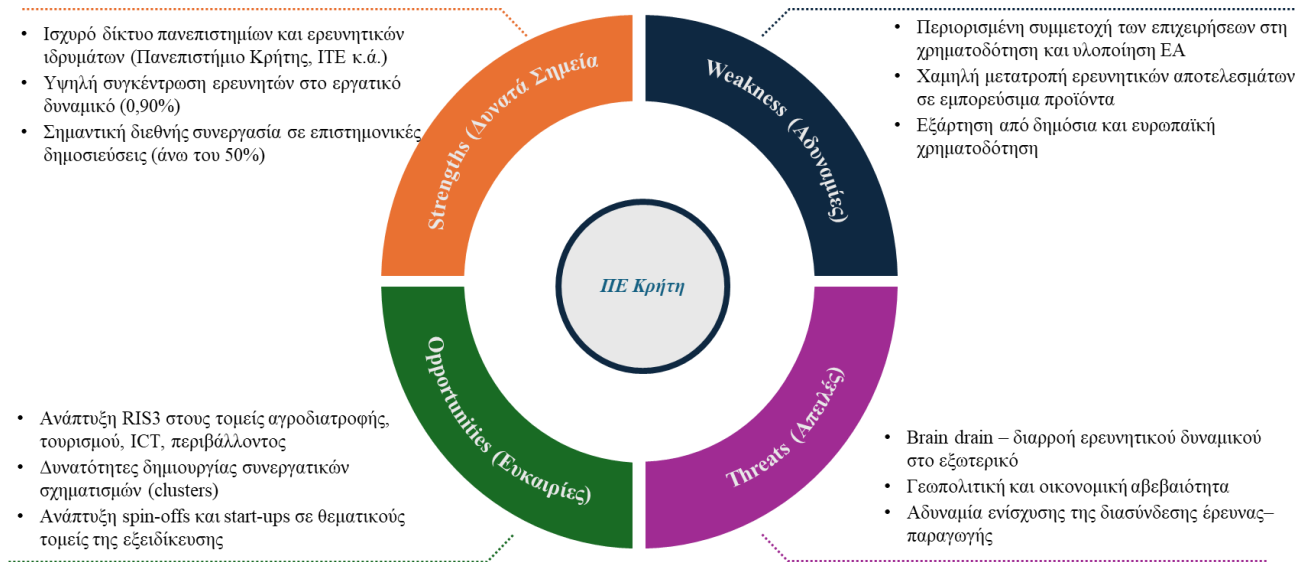 • Ισχυρό δίκτυο πανεπιστημίων και ερευνητικών
ιδρυμάτων (Πανεπιστήμιο Κρήτης, ΙΤΕ κ.ά.)
• Υψηλή συγκέντρωση ερευνητών στο εργατικό
δυναμικό (0,90%)
• Σημαντική διεθνής συνεργασία σε επιστημονικές
δημοσιεύσεις (άνω του 50%)
Strengths (Δυνατά Σημεία
Weakness (Αδυναμίες)
• Περιορισμένη συμμετοχή των επιχειρήσεων στη
χρηματοδότηση και υλοποίηση ΕΑ
• Χαμηλή μετατροπή ερευνητικών αποτελεσμάτων
σε εμπορεύσιμα προϊόντα
• Εξάρτηση από δημόσια και ευρωπαϊκή
χρηματοδότηση
ΠΕ Κρήτη
• Ανάπτυξη RIS3 στους τομείς αγροδιατροφής,
τουρισμού, ICT, περιβάλλοντος
• Δυνατότητες δημιουργίας συνεργατικών
σχηματισμών (clusters)
• Ανάπτυξη spin-offs και start-ups σε θεματικούς
τομείς της εξειδίκευσης
Opportunities (Ευκαιρίες)
Threats (Απειλές)
• Brain drain – διαρροή ερευνητικού δυναμικού
στο εξωτερικό
• Γεωπολιτική και οικονομική αβεβαιότητα
• Αδυναμία ενίσχυσης της διασύνδεσης έρευνας–
παραγωγής